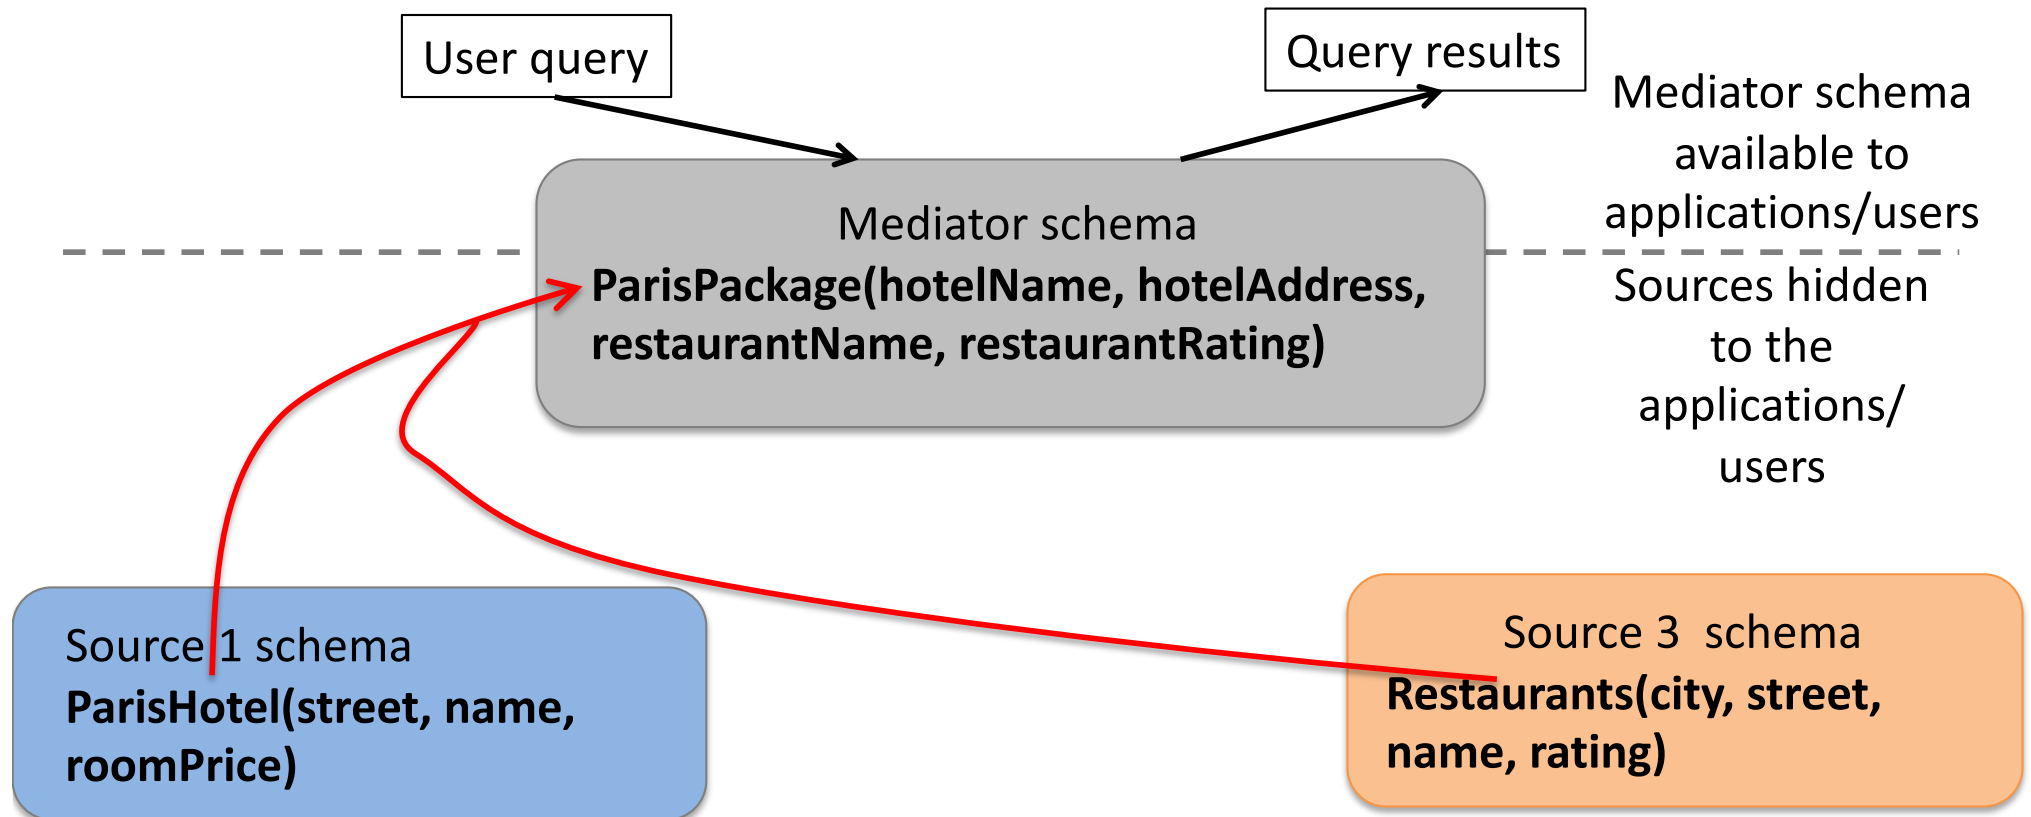 User query
Query results
Mediator schema
available to
applications/users
Mediator schema
ParisPackage(hotelName, hotelAddress,
restaurantName, restaurantRating)
Sources hidden
to the
applications/
users
Source 1 schema
ParisHotel(street, name,
roomPrice)
Source 3 schema
Restaurants(city, street,
name, rating)